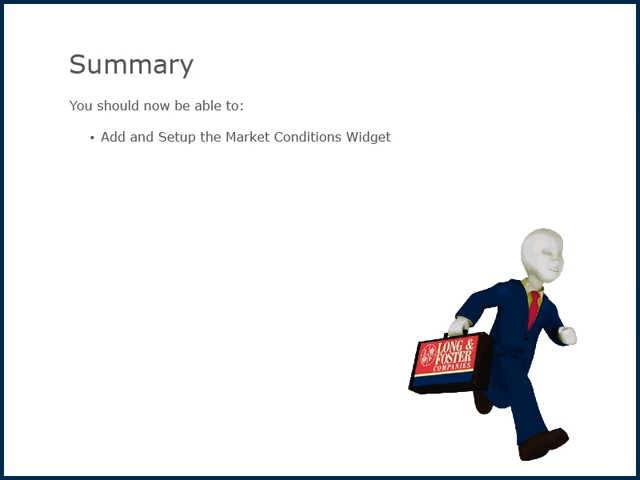 Summary
You should now be able to:
• Add and Setup the Market Conditions Widget
LONG &
FOSTER
COMPANIES